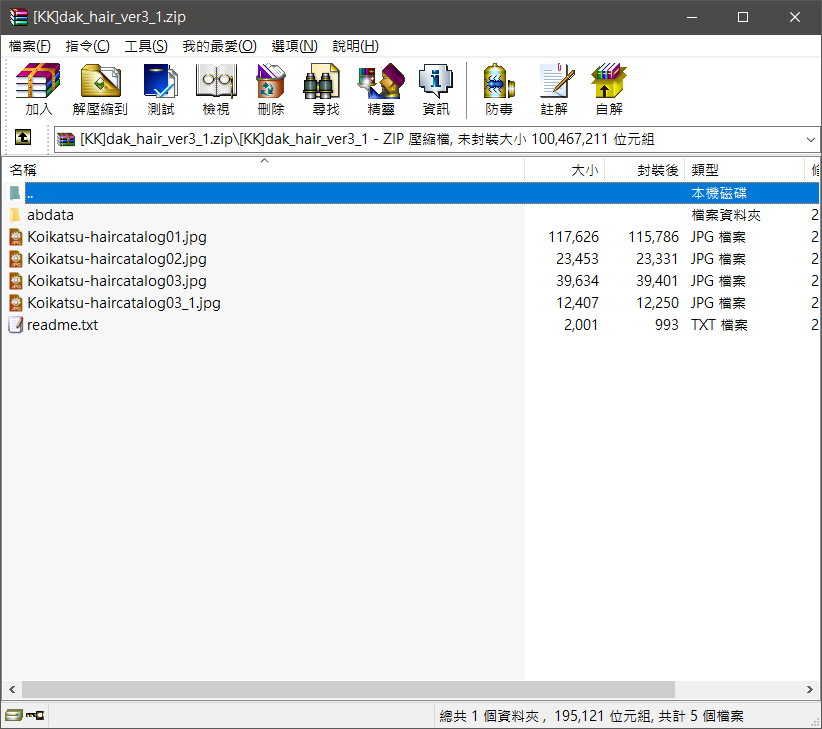 [KK]dak_hair_ver3_1.zip
檔案(F) 指令(C) 工具(S) 我的最愛(O) 選項(N) 說明(H)
加入 解壓縮到 測試 檢視 刪除 尋找 精靈 資訊 防毒 註解 自解
[KK]dak_hair_ver3_1.zip\[KK]dak_hair_ver3_1 - ZIP 壓縮檔, 未封裝大小 100,467,211 位元組
名稱 大小 封裝後 類型
.. 本機磁碟
abdata 檔案資料夾 2
Koikatsu-haircatalog01.jpg 117,626 115,786 JPG 檔案 2
Koikatsu-haircatalog02.jpg 23,453 23,331 JPG 檔案 2
Koikatsu-haircatalog03.jpg 39,634 39,401 JPG 檔案 2
Koikatsu-haircatalog03_1.jpg 12,407 12,250 JPG 檔案 2
readme.txt 2,001 993 TXT 檔案 2
總共 1 個資料夾 , 195,121 位元組, 共計 5 個檔案